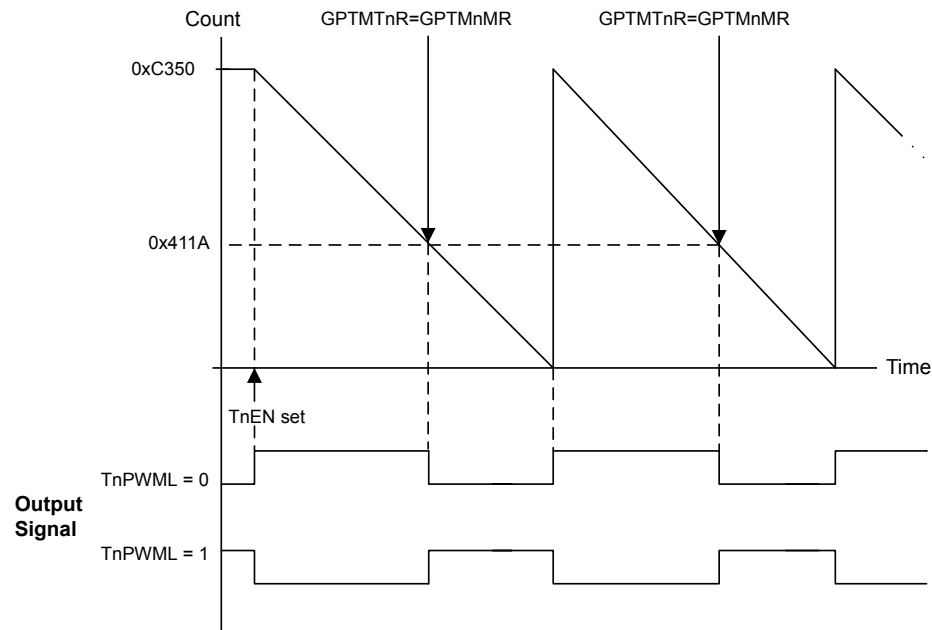 Count
GPTMTnR=GPTMnMR
GPTMTnR=GPTMnMR
0xC350
0x411A
Time
TnEN set
TnPWML = 0
Output
Signal
TnPWML = 1